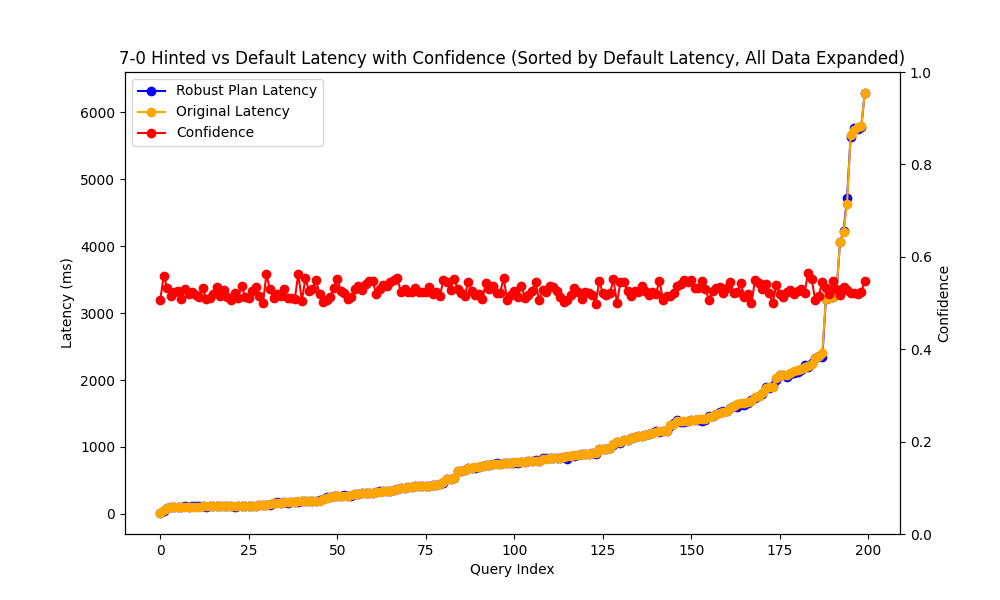 7-0 Hinted vs Default Latency with Confidence (Sorted by Default Latency, All Data Expanded)
Robust Plan Latency
Original Latency
Confidence
Latency (ms)
6000
5000
4000
3000
2000
1000
0
1.0
0.8
0.6
0.4
0.2
0.0
Confidence
0 25 50 75 100 125 150 175 200
Query Index